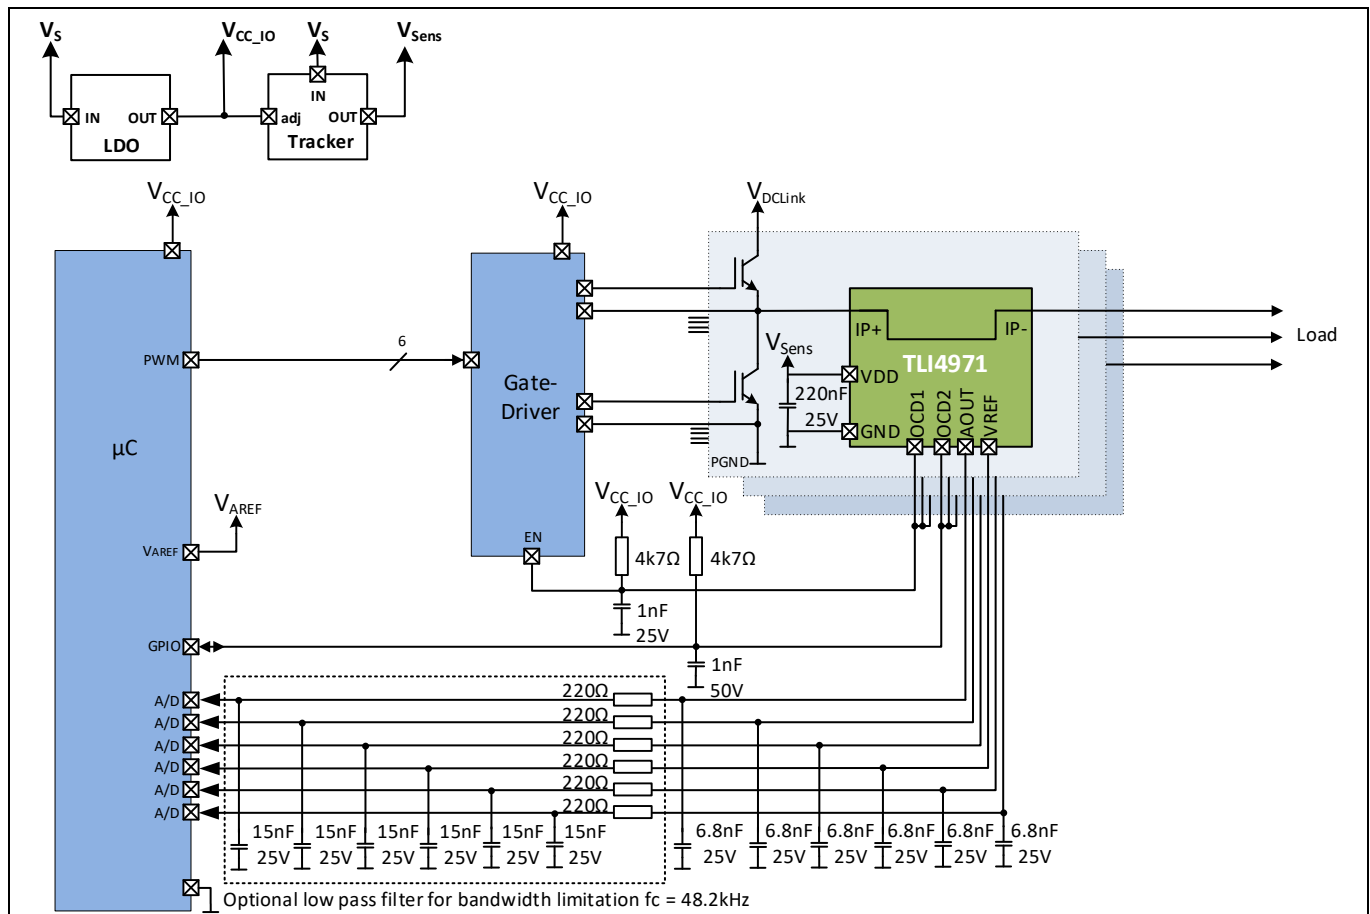 VS VCC_IO VS VSens
IN OUT adj IN OUT
LDO Tracker
VCC_IO VCC_IO VDCLink
PWM 6
Gate-
Driver
µC
VSens
220nF
25V
IP+ IP-
TLI4971
VDD
GND
OCD1 OCD2 AOUT VREF
Load
PGND
VCC_IO VCC_IO
4k7Ω 4k7Ω
EN
VAREF
VAREF
1nF
25V
GPIO
1nF
50V
A/D 220Ω
A/D 220Ω
A/D 220Ω
A/D 220Ω
A/D 220Ω
A/D 220Ω
15nF 15nF 15nF 15nF 15nF 15nF 6.8nF 6.8nF 6.8nF 6.8nF 6.8nF 6.8nF
25V 25V 25V 25V 25V 25V 25V 25V 25V 25V 25V 25V
Optional low pass filter for bandwidth limitation fc = 48.2kHz